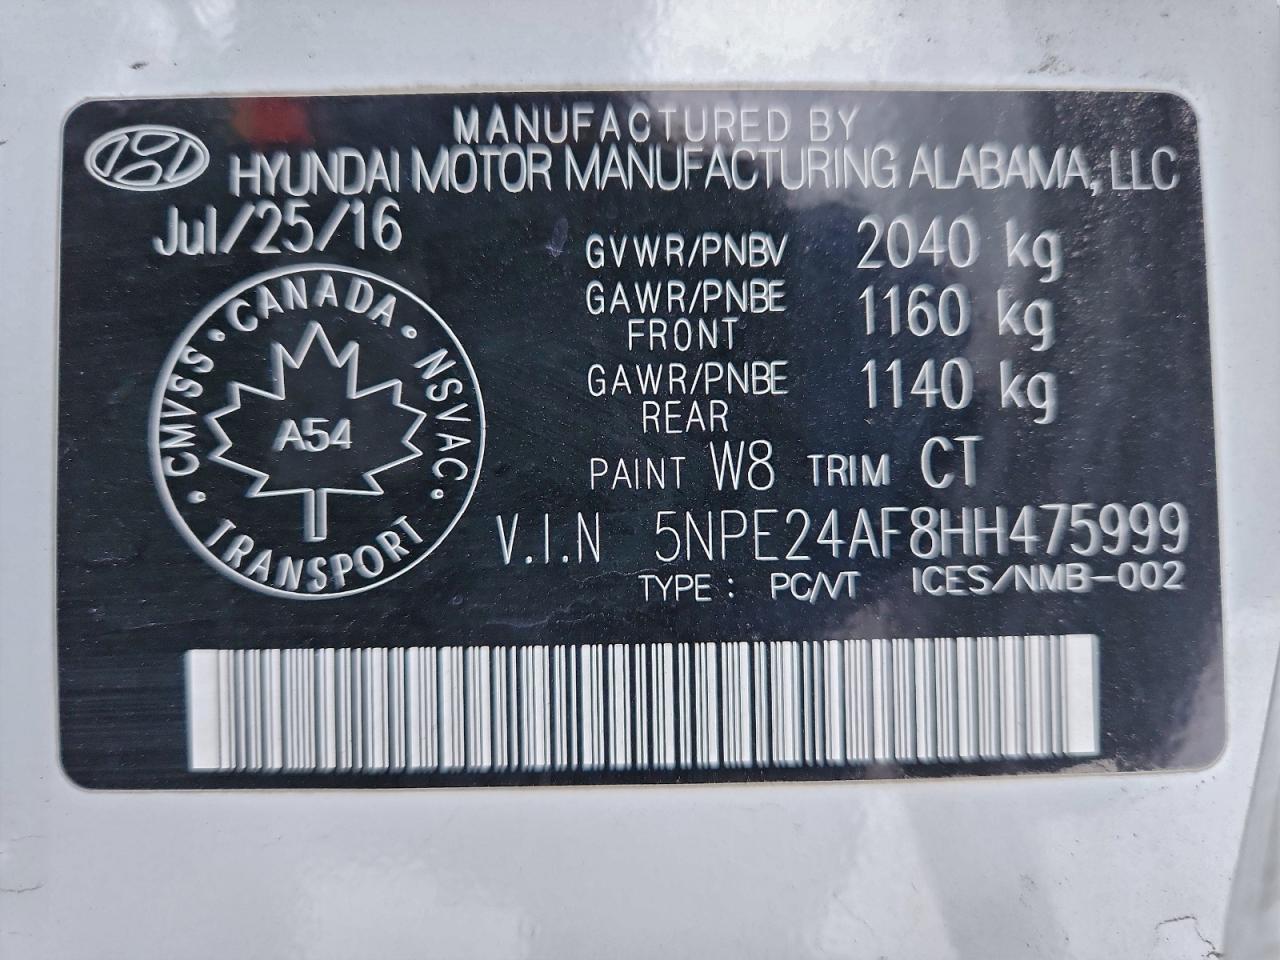 MANUFACTURED BY
HYUNDAI MOTOR MANUFACTURING ALABAMA, LLC
Jul/25/16
GVWR/PNBV 2040 kg
GAWR/PNBE 1160 kg
FRONT
GAWR/PNBE 1140 kg
REAR
PAINT W8 TRIM CT
V.I.N 5NPE24AF8HH475999
TYPE : PC/VT ICES/NMB-002
CANADA • NSVAC •
TRANSPORT
• CMVSS •
A54